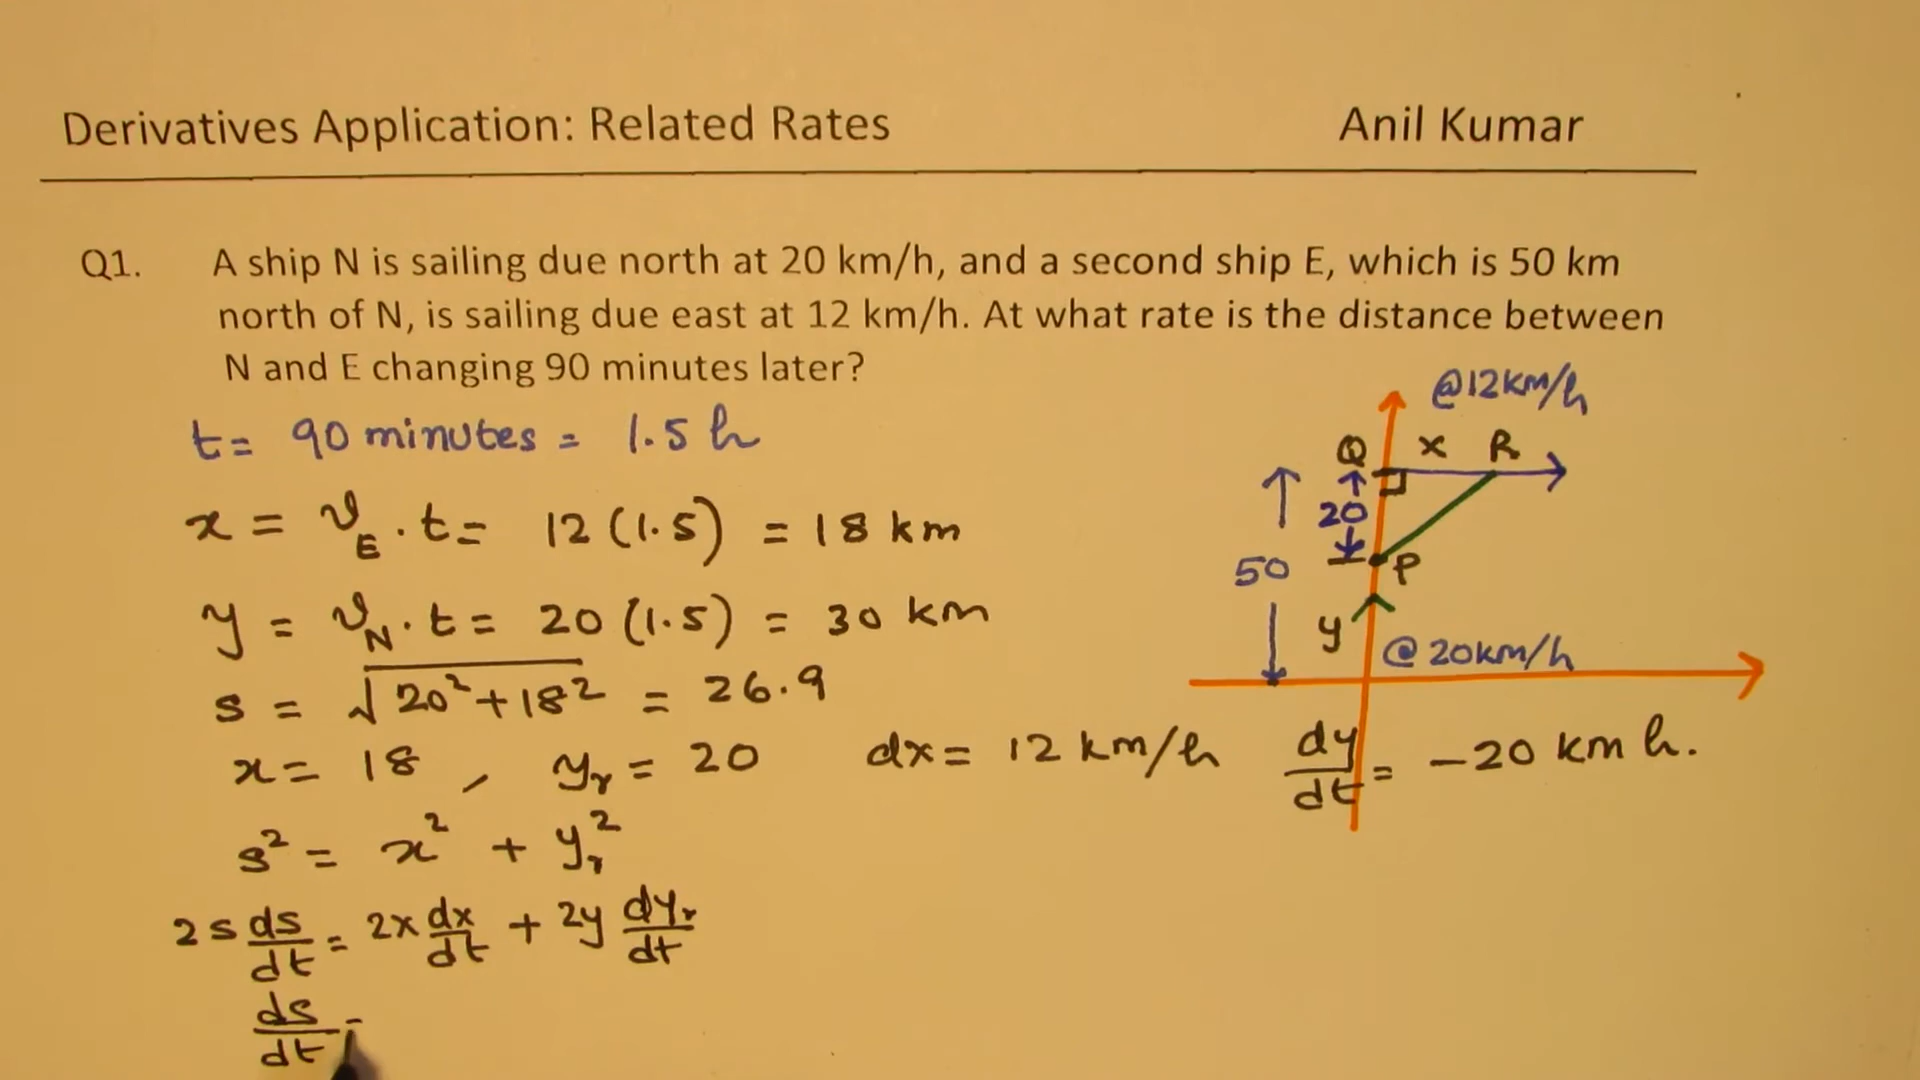 Derivatives Application: Related Rates Anil Kumar
Q1. A ship N is sailing due north at 20 km/h, and a second ship E, which is 50 km
north of N, is sailing due east at 12 km/h. At what rate is the distance between
N and E changing 90 minutes later?
t = 90 minutes = 1.5 h
x = v_E · t = 12 (1.5) = 18 km
y = v_N · t = 20 (1.5) = 30 km
s = √(20² + 18²) = 26.9
x = 18 , y_r = 20 dx = 12 km/h dy/dt = -20 km h.
s² = x² + y_r²
2s ds/dt = 2x dx/dt + 2y dy_r/dt
ds/dt =
@12km/h
Q x R
20
50 P
y @ 20km/h